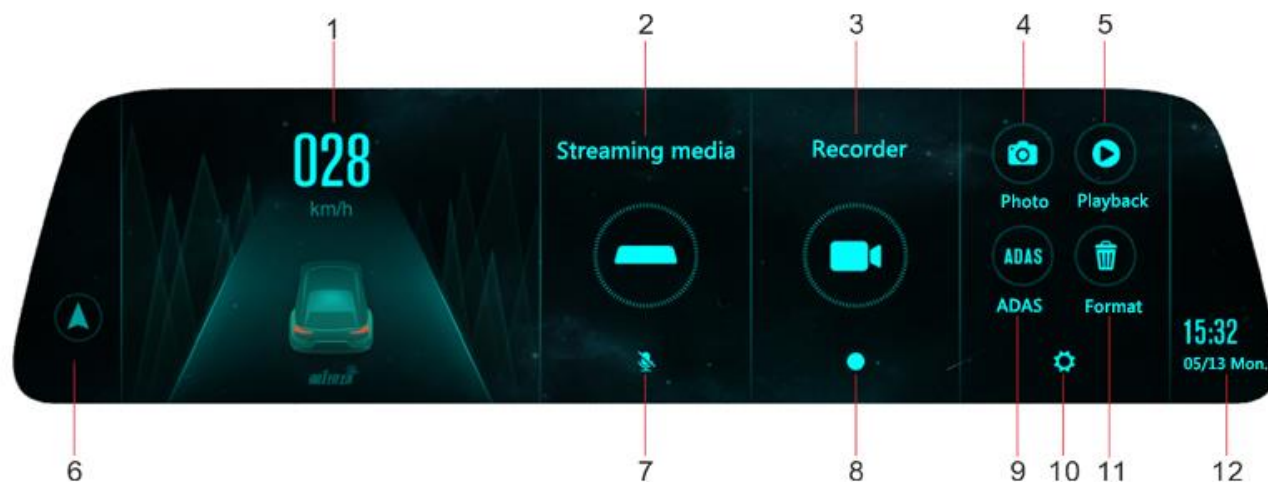 1 2 3 4 5
028
km/h
Streaming media
Recorder
Photo Playback
ADAS
ADAS Format
15:32
05/13 Mon.
6 7 8 9 10 11 12